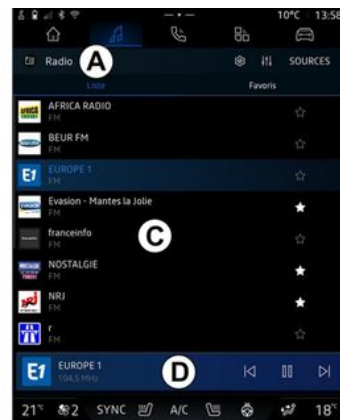 10°C 13:58
Radio A SOURCES
Liste Favoris
AFRICA RADIO
FM
BEUR FM
FM
EUROPE 1
FM
Evasion - Mantes la Jolie
FM
franceinfo
FM
C
NOSTALGIE
FM
NRJ
FM
r
FM
E1 EUROPE 1 D
104,5 MHz
21°C 2 SYNC A/C 18°C